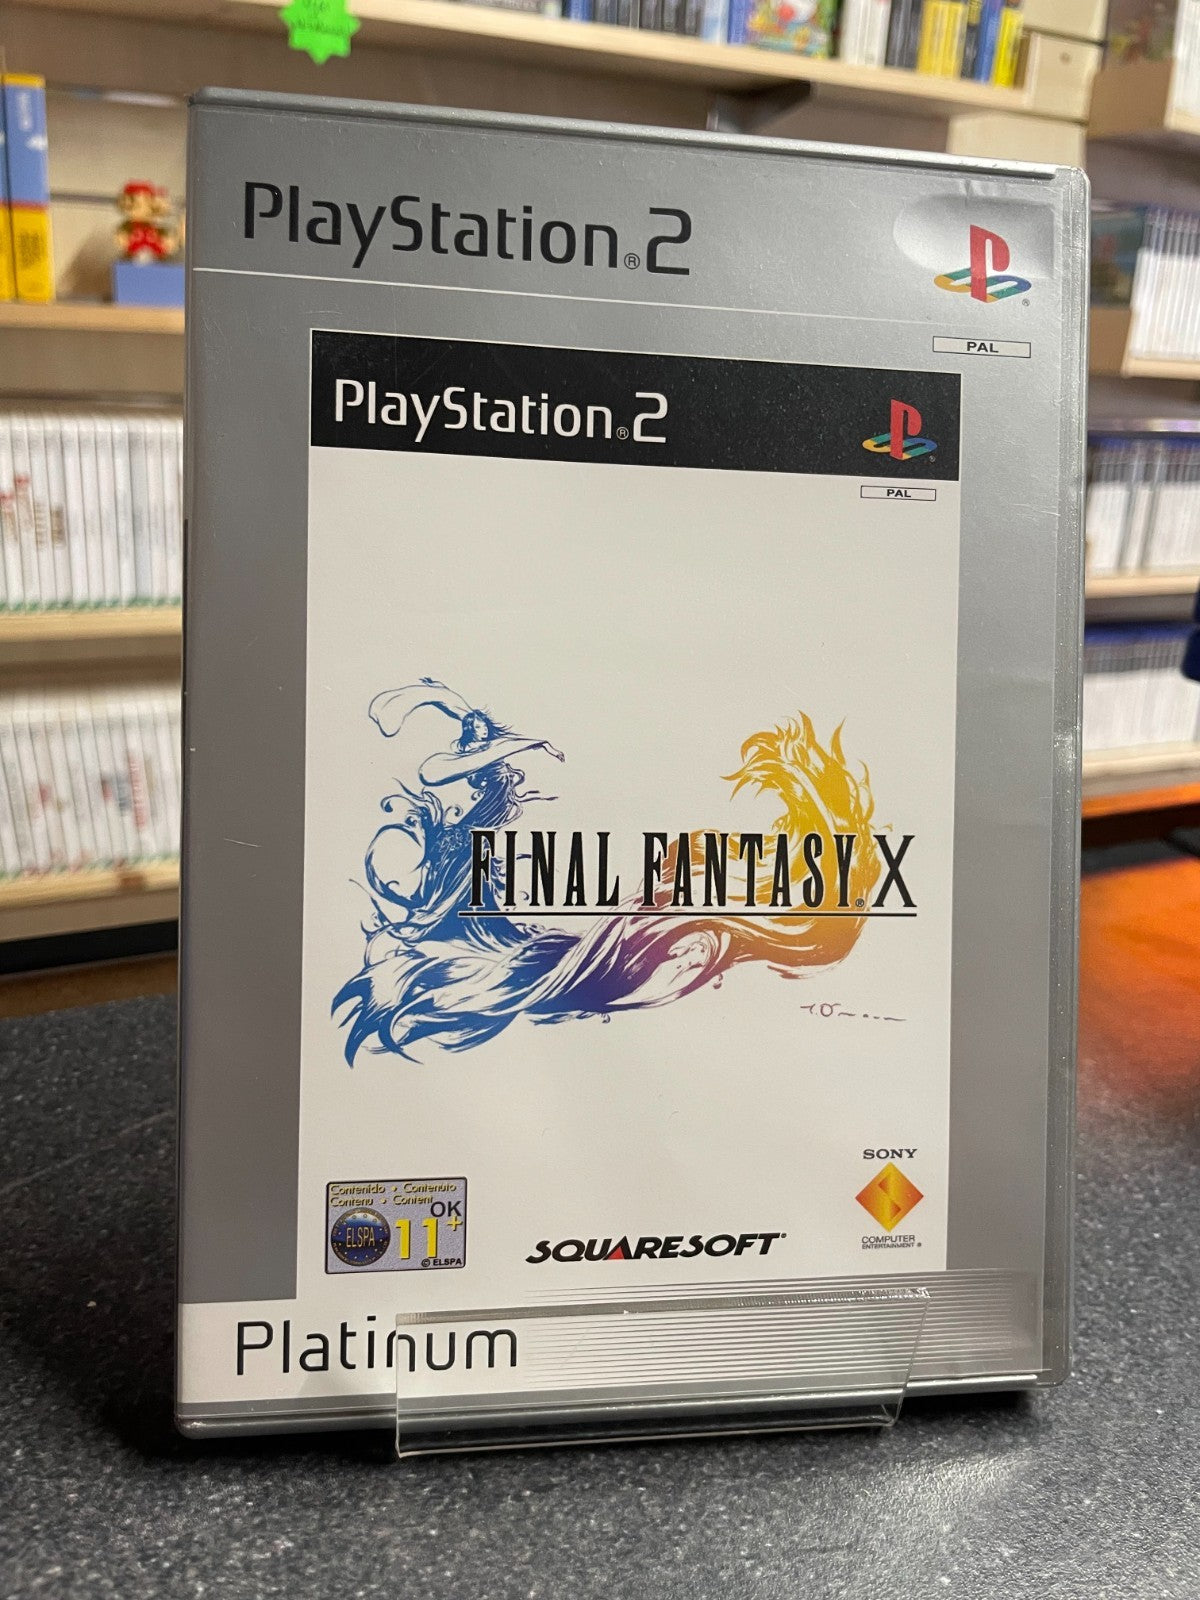 PlayStation®2
PAL
PlayStation®2
PAL
FINAL FANTASY® X
Contenido • Contenuto
Contenu • Content
OK
ELSPA
11+
© ELSPA
SQUARESOFT®
SONY
COMPUTER
ENTERTAINMENT ®
Platinum